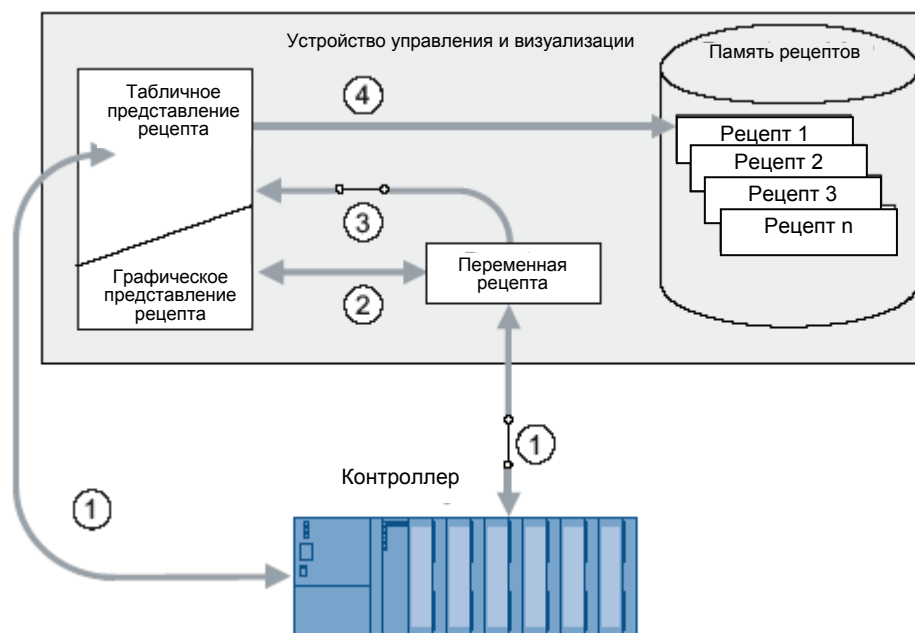 Устройство управления и визуализации
Память рецептов
Табличное
представление
рецепта
4
Рецепт 1
Рецепт 2
Рецепт 3
Рецепт n
3
Переменная
рецепта
Графическое
представление
рецепта
2
1
Контроллер
1